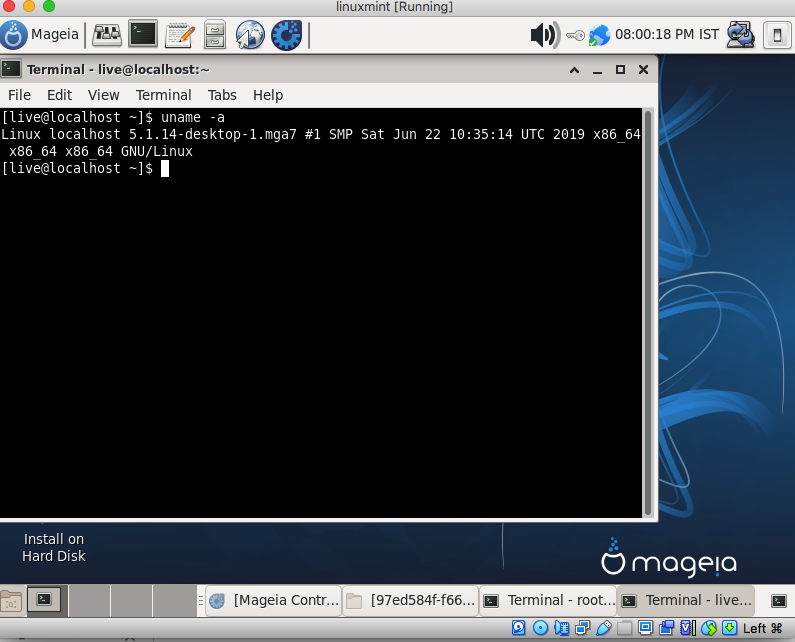 linuxmint [Running]
Mageia
08:00:18 PM IST
Terminal - live@localhost:~
File Edit View Terminal Tabs Help
[live@localhost ~]$ uname -a
Linux localhost 5.1.14-desktop-1.mga7 #1 SMP Sat Jun 22 10:35:14 UTC 2019 x86_64
x86_64 x86_64 GNU/Linux
[live@localhost ~]$
Install on
Hard Disk
mageia
[Mageia Contr... [97ed584f-f66... Terminal - root... Terminal - live...
Left ⌘